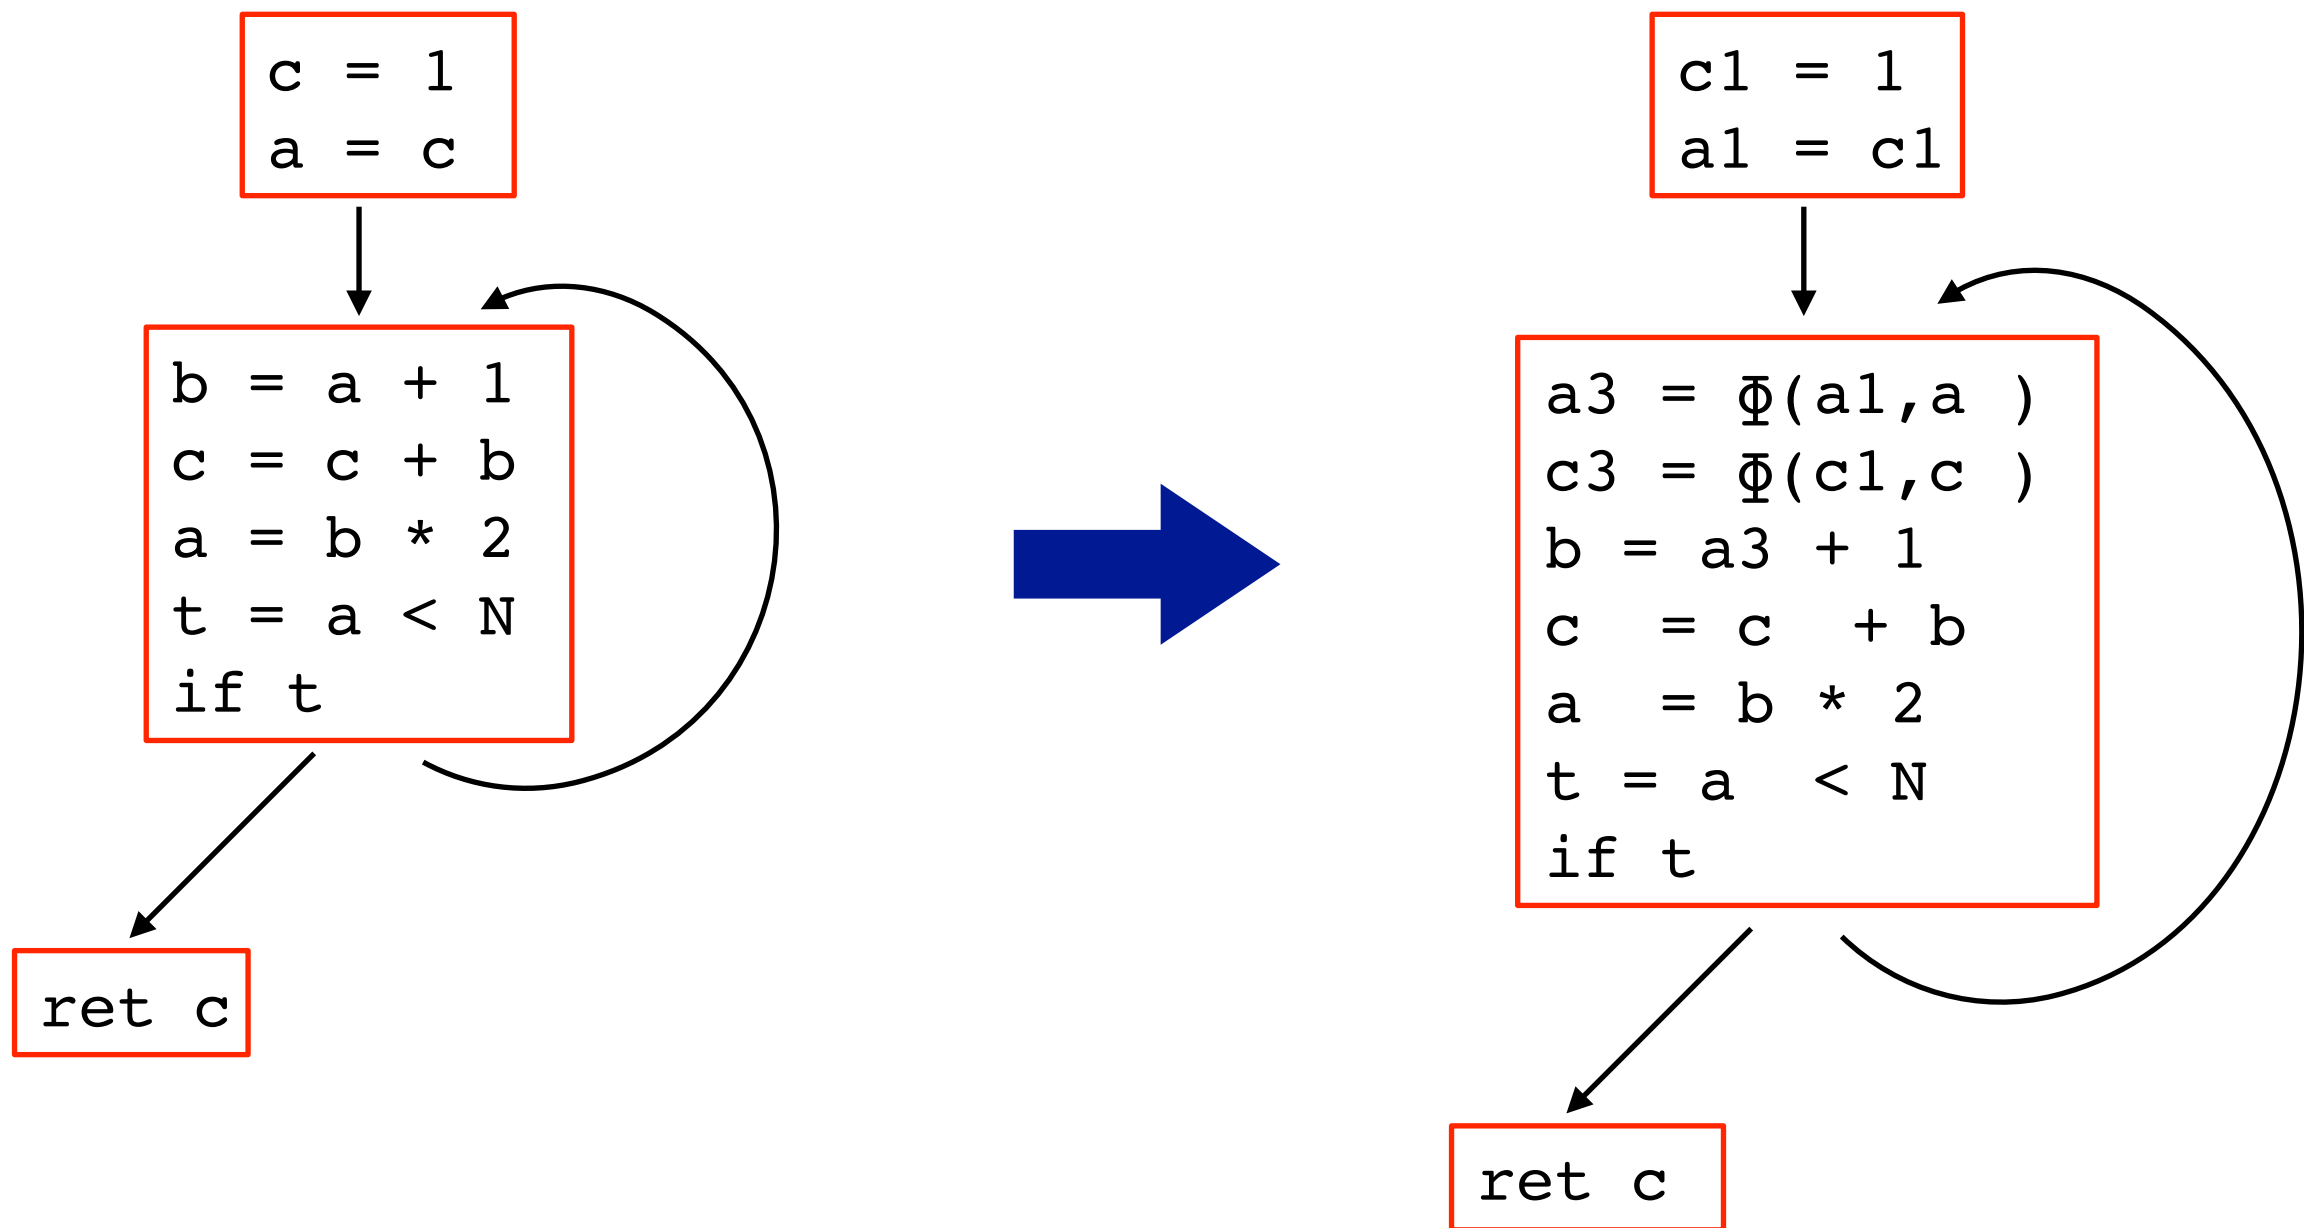 c = 1
a = c
b = a + 1
c = c + b
a = b * 2
t = a < N
if t
ret c
c1 = 1
a1 = c1
a3 = Φ(a1,a )
c3 = Φ(c1,c )
b = a3 + 1
c  = c  + b
a  = b * 2
t = a  < N
if t
ret c